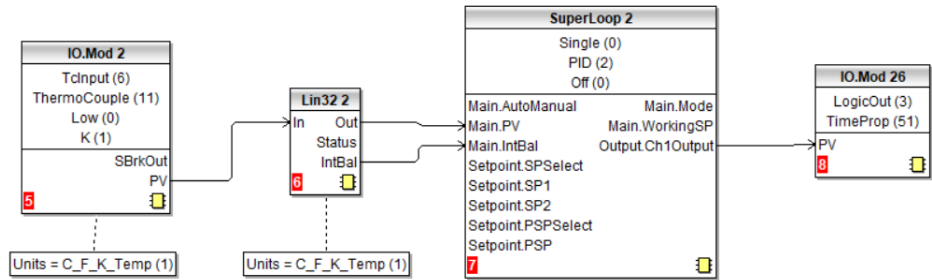 IO.Mod 2
TcInput (6)
ThermoCouple (11)
Low (0)
K (1)
SBrkOut
PV
5
Units = C_F_K_Temp (1)
Lin32 2
In Out
Status
IntBal
6
Units = C_F_K_Temp (1)
SuperLoop 2
Single (0)
PID (2)
Off (0)
Main.AutoManual Main.Mode
Main.PV Main.WorkingSP
Main.IntBal Output.Ch1Output
Setpoint.SPSelect
Setpoint.SP1
Setpoint.SP2
Setpoint.PSPSelect
Setpoint.PSP
7
IO.Mod 26
LogicOut (3)
TimeProp (51)
PV
8